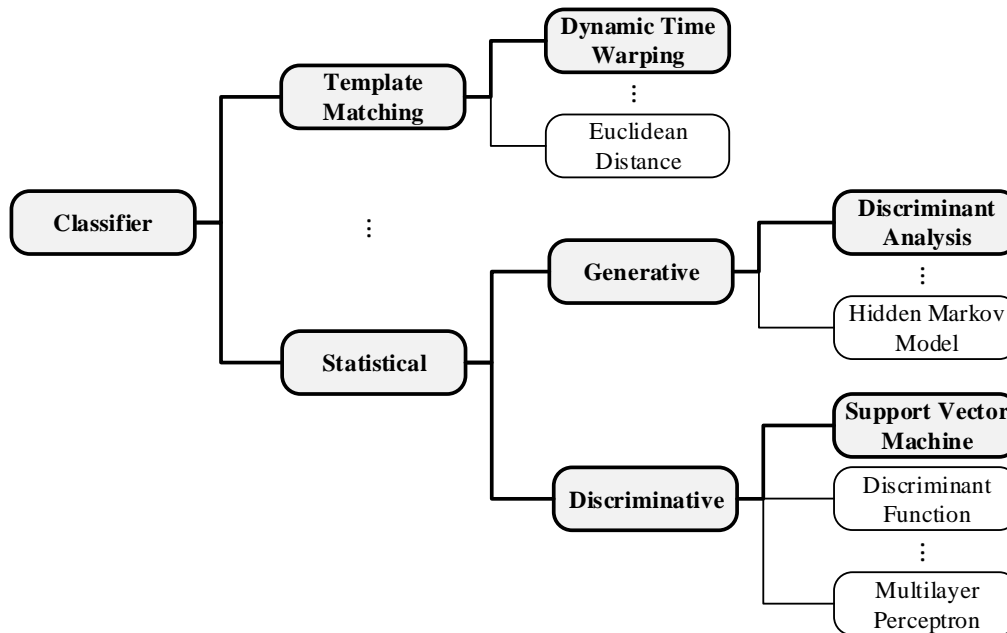 Dynamic Time
Warping
Template
Matching
⋮
Euclidean
Distance
Classifier
⋮
Discriminant
Analysis
Generative
⋮
Hidden Markov
Model
Statistical
Support Vector
Machine
Discriminative
Discriminant
Function
⋮
Multilayer
Perceptron